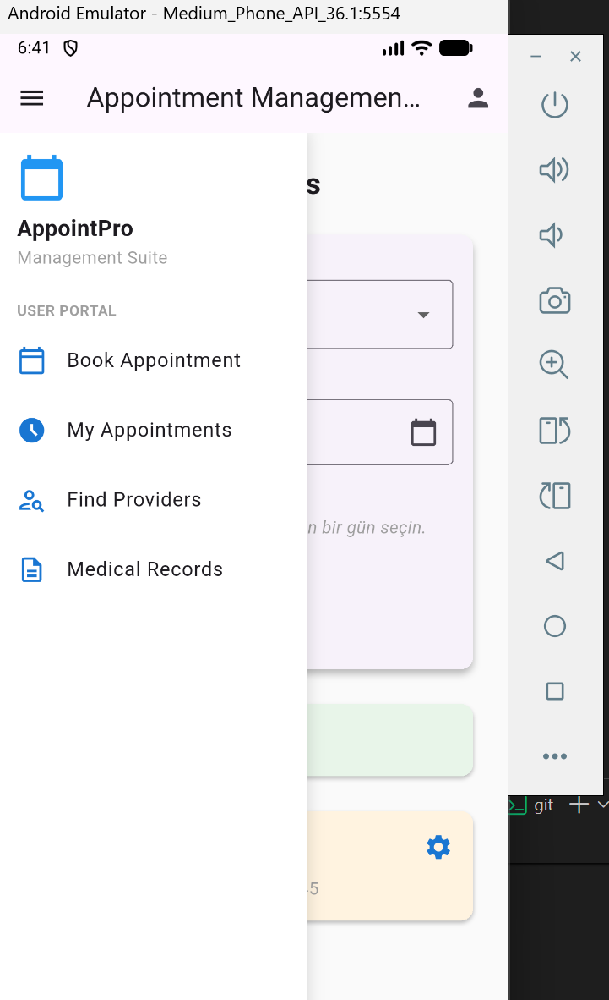 Android Emulator - Medium_Phone_API_36.1:5554
6:41
Appointment Managemen...
s
AppointPro
Management Suite
USER PORTAL
Book Appointment
My Appointments
Find Providers
n bir gün seçin.
Medical Records
git
5